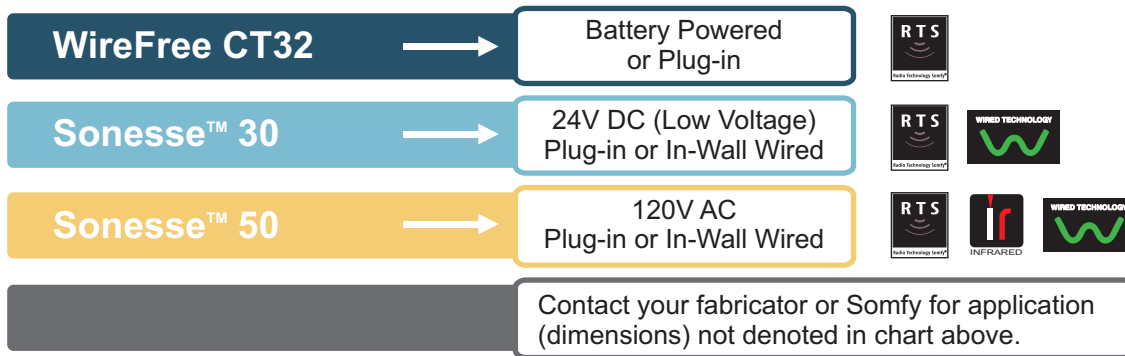 WireFree CT32
Battery Powered
or Plug-in
RTS
Radio Technology Somfy®
Sonesse™ 30
24V DC (Low Voltage)
Plug-in or In-Wall Wired
RTS
Radio Technology Somfy®
WIRED TECHNOLOGY
Sonesse™ 50
120V AC
Plug-in or In-Wall Wired
RTS
Radio Technology Somfy®
ir
INFRARED
WIRED TECHNOLOGY
Contact your fabricator or Somfy for application
(dimensions) not denoted in chart above.